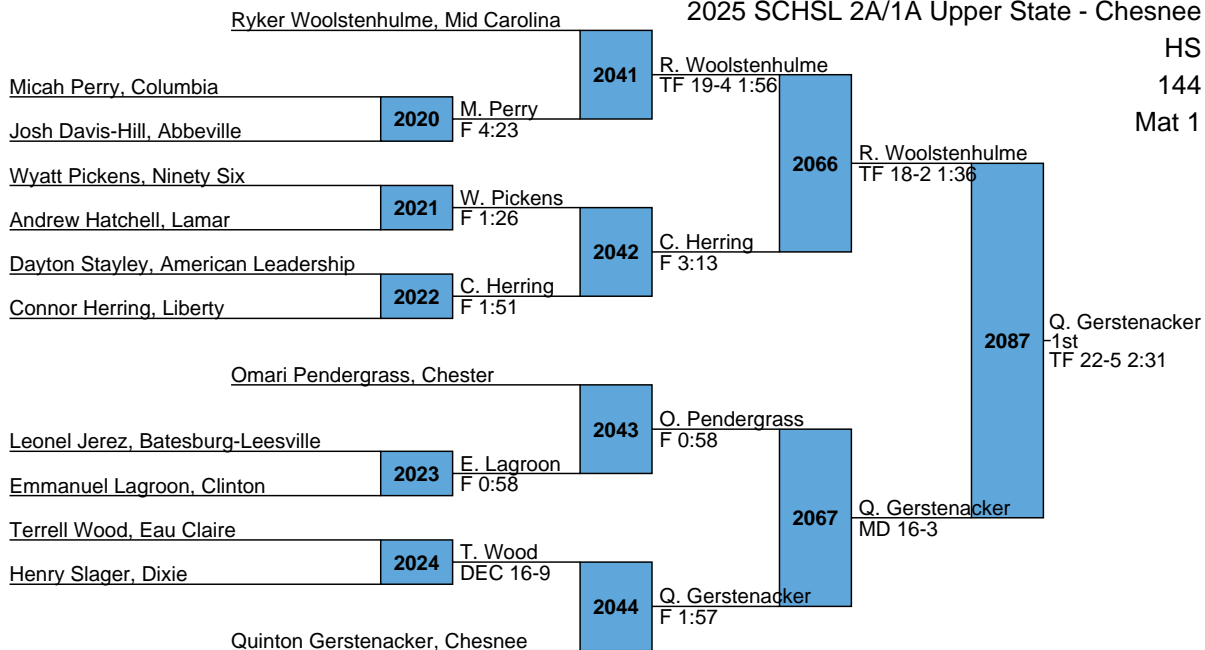 2025 SCHSL 2A/1A Upper State - Chesnee
HS
144
Mat 1
Ryker Woolstenhulme, Mid Carolina
2041
R. Woolstenhulme
TF 19-4 1:56
Micah Perry, Columbia
2020
M. Perry
F 4:23
Josh Davis-Hill, Abbeville
2066
R. Woolstenhulme
TF 18-2 1:36
Wyatt Pickens, Ninety Six
2021
W. Pickens
F 1:26
Andrew Hatchell, Lamar
2042
C. Herring
F 3:13
Dayton Stayley, American Leadership
2022
C. Herring
F 1:51
Connor Herring, Liberty
2087
Q. Gerstenacker
1st
TF 22-5 2:31
Omari Pendergrass, Chester
2043
O. Pendergrass
F 0:58
Leonel Jerez, Batesburg-Leesville
2023
E. Lagroon
F 0:58
Emmanuel Lagroon, Clinton
2067
Q. Gerstenacker
MD 16-3
Terrell Wood, Eau Claire
2024
T. Wood
DEC 16-9
Henry Slager, Dixie
2044
Q. Gerstenacker
F 1:57
Quinton Gerstenacker, Chesnee